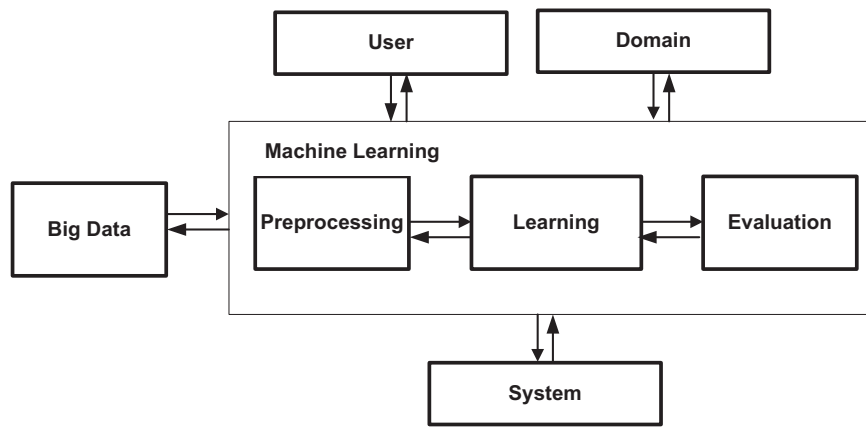 User
Domain
Machine Learning
Big Data
Preprocessing
Learning
Evaluation
System